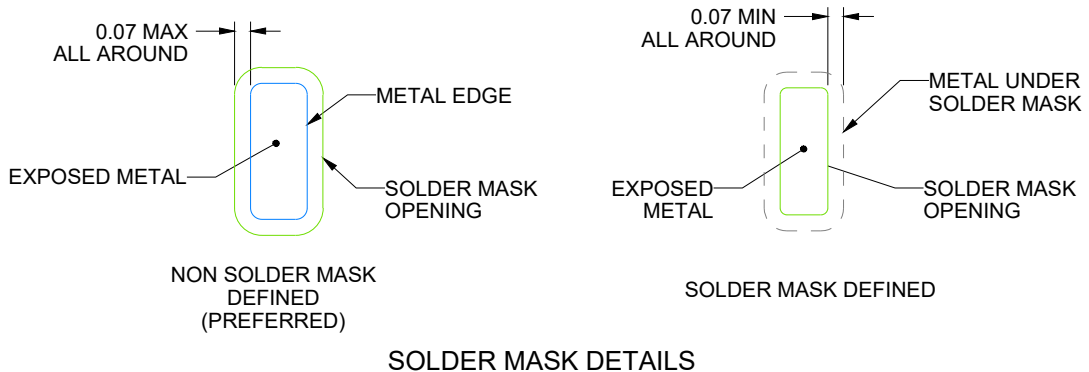 0.07 MAX
ALL AROUND
METAL EDGE
EXPOSED METAL
SOLDER MASK
OPENING
NON SOLDER MASK
DEFINED
(PREFERRED)
0.07 MIN
ALL AROUND
METAL UNDER
SOLDER MASK
EXPOSED
METAL
SOLDER MASK
OPENING
SOLDER MASK DEFINED
SOLDER MASK DETAILS